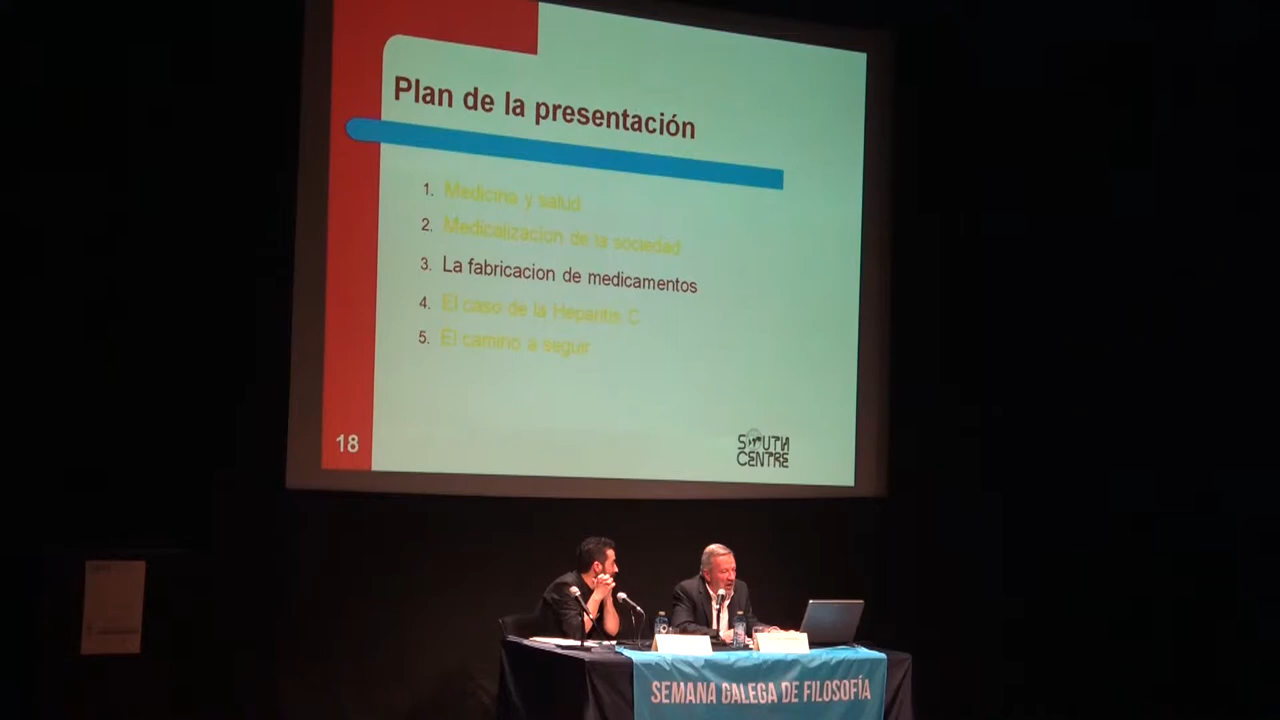 Plan de la presentación
1. Medicina y salud
2. Medicalizacion de la sociedad
3. La fabricacion de medicamentos
4. El caso de la Hepatitis C
5. El camino a seguir
18
SOUTH
CENTRE
SEMANA GALEGA DE FILOSOFÍA